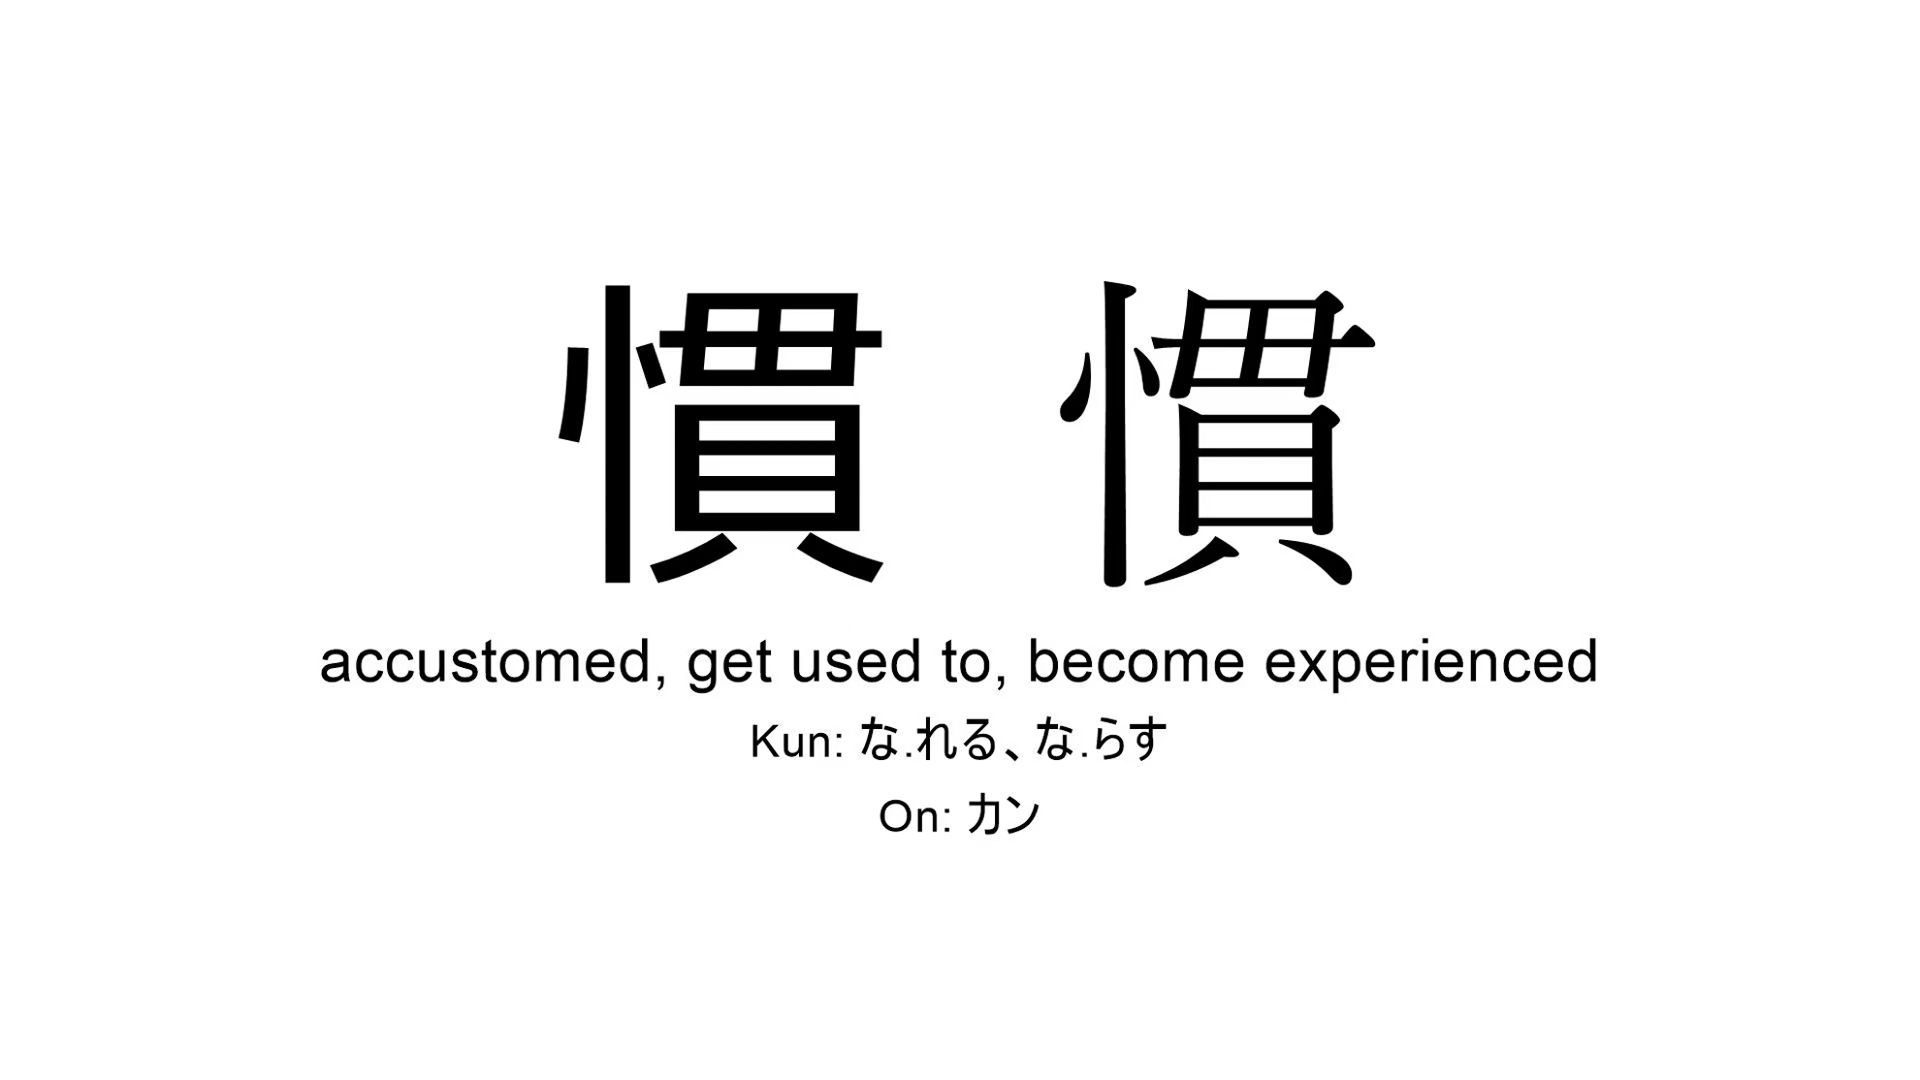 慣 慣
accustomed, get used to, become experienced
Kun: な.れる、な.らす
On: カン